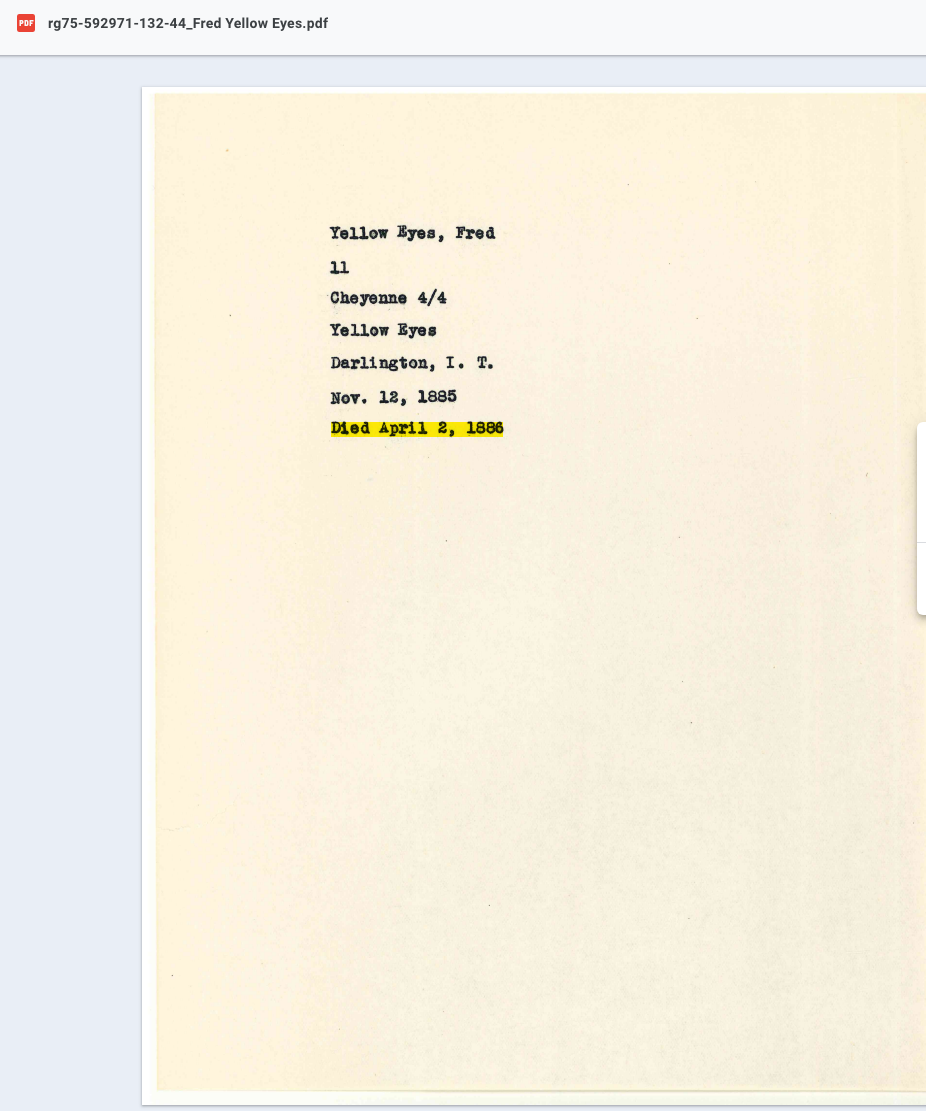 PDF rg75-592971-132-44_Fred Yellow Eyes.pdf
Yellow Eyes, Fred
11
Cheyenne 4/4
Yellow Eyes
Darlington, I. T.
Nov. 12, 1885
Died April 2, 1886